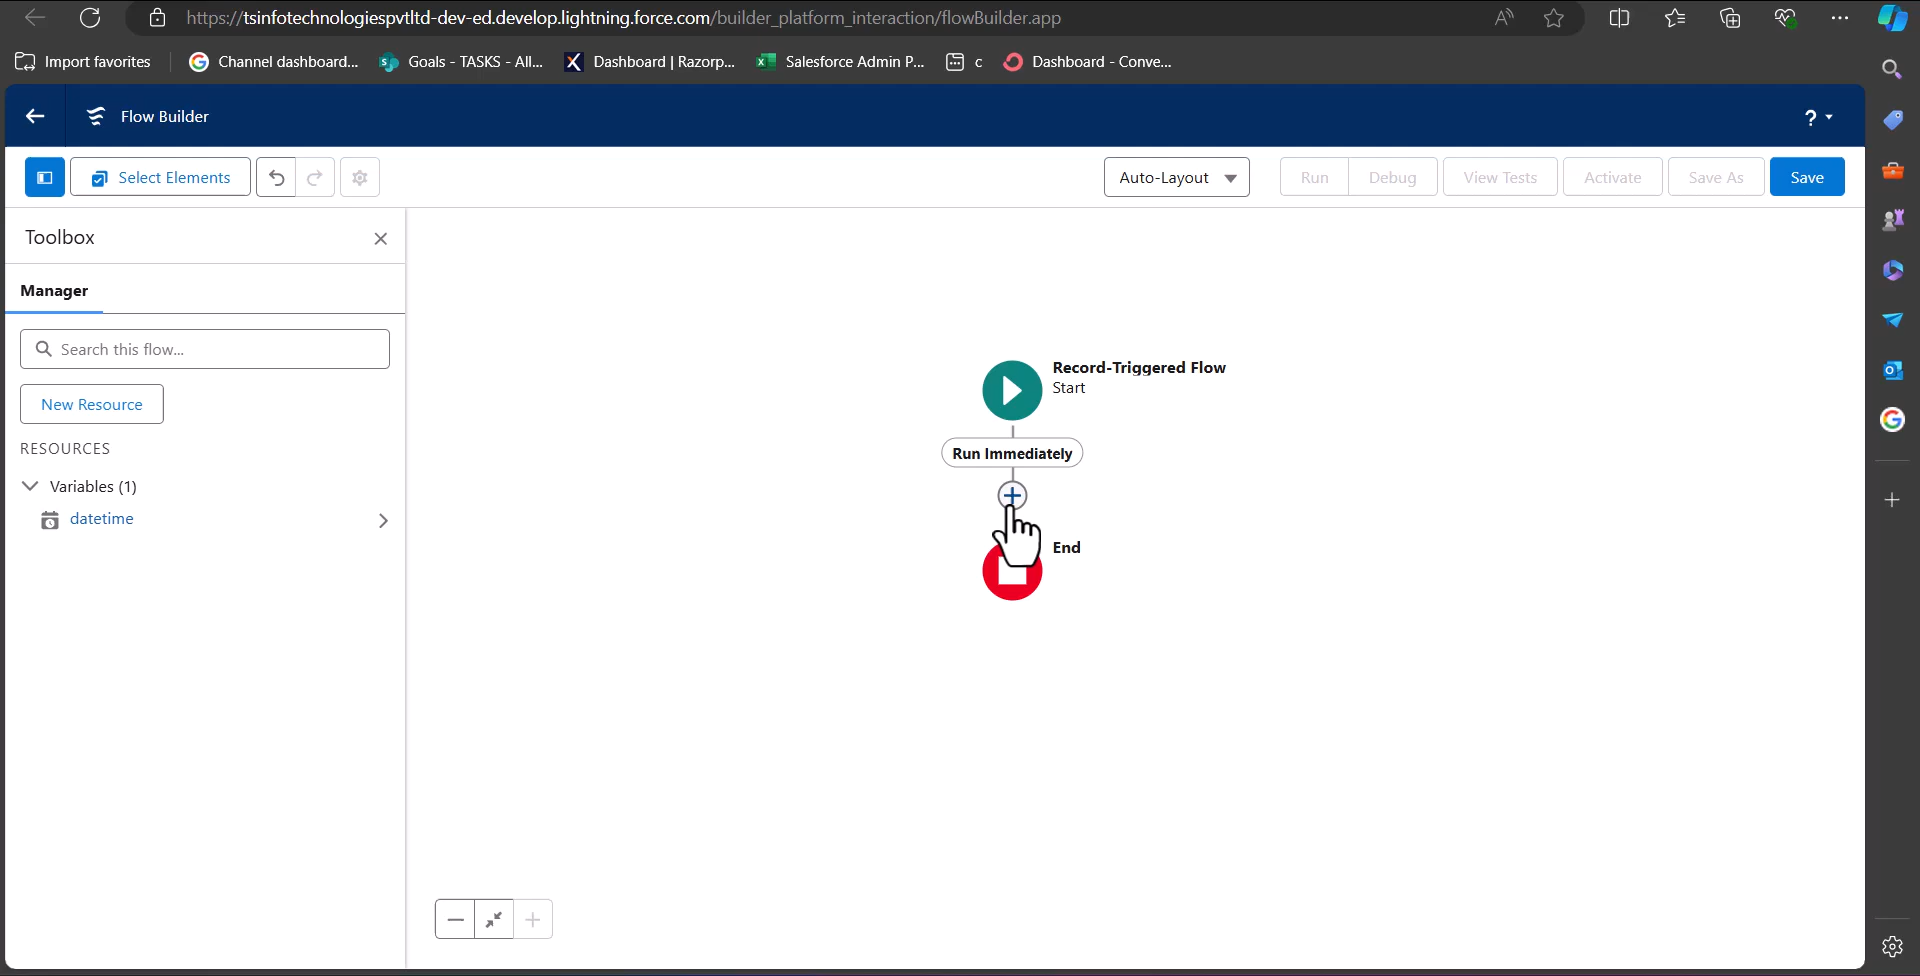 https://tsinfotechnologiespvtltd-dev-ed.develop.lightning.force.com/builder_platform_interaction/flowBuilder.app
Import favorites
Channel dashboard...
Goals - TASKS - All...
Dashboard | Razorp...
Salesforce Admin P...
c
Dashboard - Conve...
Flow Builder
?
Select Elements
Auto-Layout
Run
Debug
View Tests
Activate
Save As
Save
Toolbox
Manager
Search this flow...
New Resource
RESOURCES
Variables (1)
datetime
Record-Triggered Flow
Start
Run Immediately
End